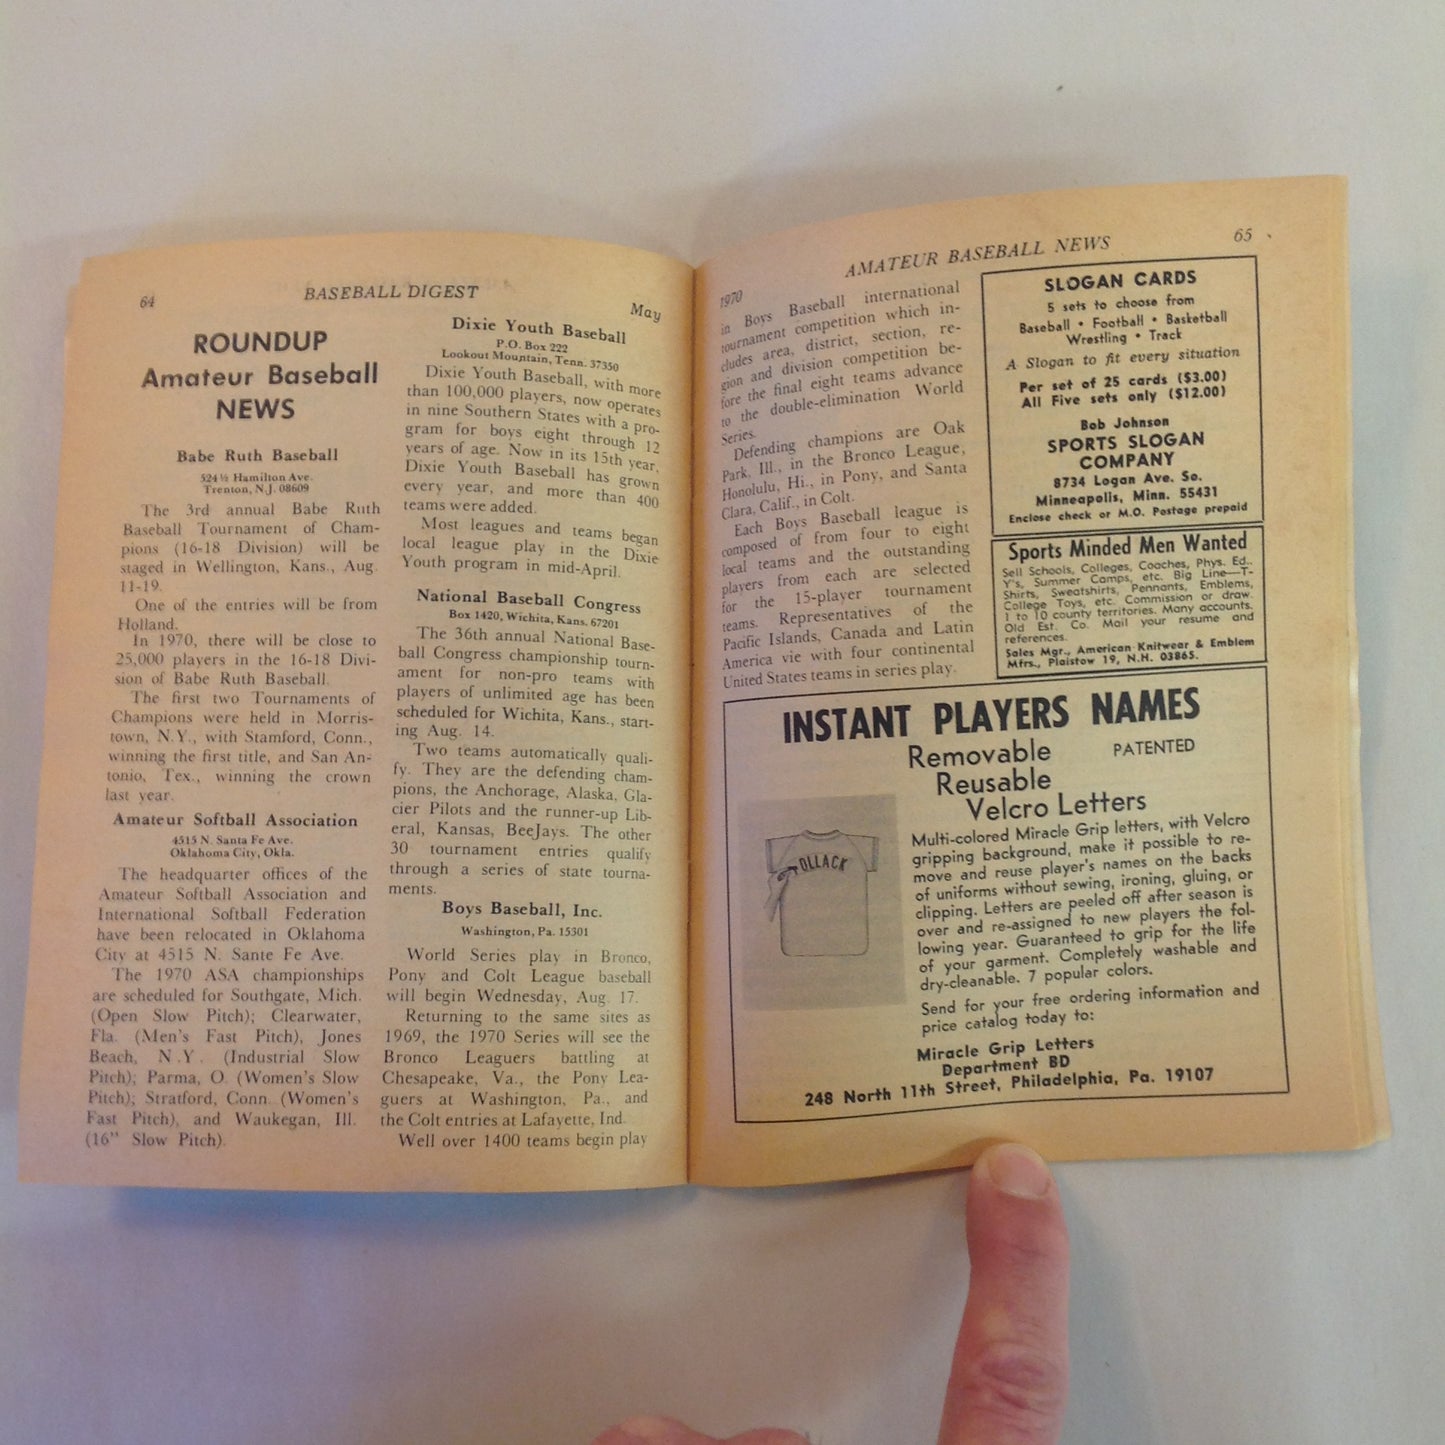 64
BASEBALL DIGEST
May
ROUNDUP
Amateur Baseball
NEWS
Babe Ruth Baseball
524½ Hamilton Ave.
Trenton, N.J. 08609
The 3rd annual Babe Ruth
Baseball Tournament of Cham-
pions (16-18 Division) will be
staged in Wellington, Kans., Aug.
11-19.
One of the entries will be from
Holland.
In 1970, there will be close to
25,000 players in the 16-18 Divi-
sion of Babe Ruth Baseball.
The first two Tournaments of
Champions were held in Morris-
town, N.Y., with Stamford, Conn.,
winning the first title, and San An-
tonio, Tex., winning the crown
last year.
Amateur Softball Association
4515 N. Santa Fe Ave.
Oklahoma City, Okla.
The headquarter offices of the
Amateur Softball Association and
International Softball Federation
have been relocated in Oklahoma
City at 4515 N. Sante Fe Ave.
The 1970 ASA championships
are scheduled for Southgate, Mich.
(Open Slow Pitch); Clearwater,
Fla. (Men's Fast Pitch), Jones
Beach, N.Y. (Industrial Slow
Pitch); Parma, O. (Women's Slow
Pitch); Stratford, Conn. (Women's
Fast Pitch), and Waukegan, Ill.
(16" Slow Pitch).
Dixie Youth Baseball
P.O. Box 222
Lookout Mountain, Tenn. 37350
Dixie Youth Baseball, with more
than 100,000 players, now operates
in nine Southern States with a pro-
gram for boys eight through 12
years of age. Now in its 15th year,
Dixie Youth Baseball has grown
every year, and more than 400
teams were added.
Most leagues and teams began
local league play in the Dixie
Youth program in mid-April.
National Baseball Congress
Box 1420, Wichita, Kans. 67201
The 36th annual National Base-
ball Congress championship tourn-
ament for non-pro teams with
players of unlimited age has been
scheduled for Wichita, Kans., start-
ing Aug. 14.
Two teams automatically quali-
fy. They are the defending cham-
pions, the Anchorage, Alaska, Gla-
cier Pilots and the runner-up Lib-
eral, Kansas, BeeJays. The other
30 tournament entries qualify
through a series of state tourna-
ments.
Boys Baseball, Inc.
Washington, Pa. 15301
World Series play in Bronco,
Pony and Colt League baseball
will begin Wednesday, Aug. 17.
Returning to the same sites as
1969, the 1970 Series will see the
Bronco Leaguers battling at
Chesapeake, Va., the Pony Lea-
guers at Washington, Pa., and
the Colt entries at Lafayette, Ind.
Well over 1400 teams begin play
1970
AMATEUR BASEBALL NEWS
65
in Boys Baseball international
tournament competition which in-
cludes area, district, section, re-
gion and division competition be-
fore the final eight teams advance
to the double-elimination World
Series.
Defending champions are Oak
Park, Ill., in the Bronco League,
Honolulu, Hi., in Pony, and Santa
Clara, Calif., in Colt.
Each Boys Baseball league is
composed of from four to eight
local teams and the outstanding
players from each are selected
for the 15-player tournament
teams. Representatives of the
Pacific Islands, Canada and Latin
America vie with four continental
United States teams in series play.
SLOGAN CARDS
5 sets to choose from
Baseball • Football • Basketball
Wrestling • Track
A Slogan to fit every situation
Per set of 25 cards ($3.00)
All Five sets only ($12.00)
Bob Johnson
SPORTS SLOGAN
COMPANY
8734 Logan Ave. So.
Minneapolis, Minn. 55431
Enclose check or M.O. Postage prepaid
Sports Minded Men Wanted
Sell Schools, Colleges, Coaches, Phys. Ed.,
Y's, Summer Camps, etc. Big Line—T-
Shirts, Sweatshirts, Pennants, Emblems,
College Toys, etc. Commission or draw.
1 to 10 county territories. Many accounts.
Old Est. Co. Mail your resume and
references.
Sales Mgr., American Knitwear & Emblem
Mfrs., Plaistow 19, N.H. 03865.
INSTANT PLAYERS NAMES
Removable
PATENTED
Reusable
Velcro Letters
OLLACK
Multi-colored Miracle Grip letters, with Velcro
gripping background, make it possible to re-
move and reuse player's names on the backs
of uniforms without sewing, ironing, gluing, or
clipping. Letters are peeled off after season is
over and re-assigned to new players the fol-
lowing year. Guaranteed to grip for the life
of your garment. Completely washable and
dry-cleanable. 7 popular colors.
Send for your free ordering information and
price catalog today to:
Miracle Grip Letters
Department BD
248 North 11th Street, Philadelphia, Pa. 19107